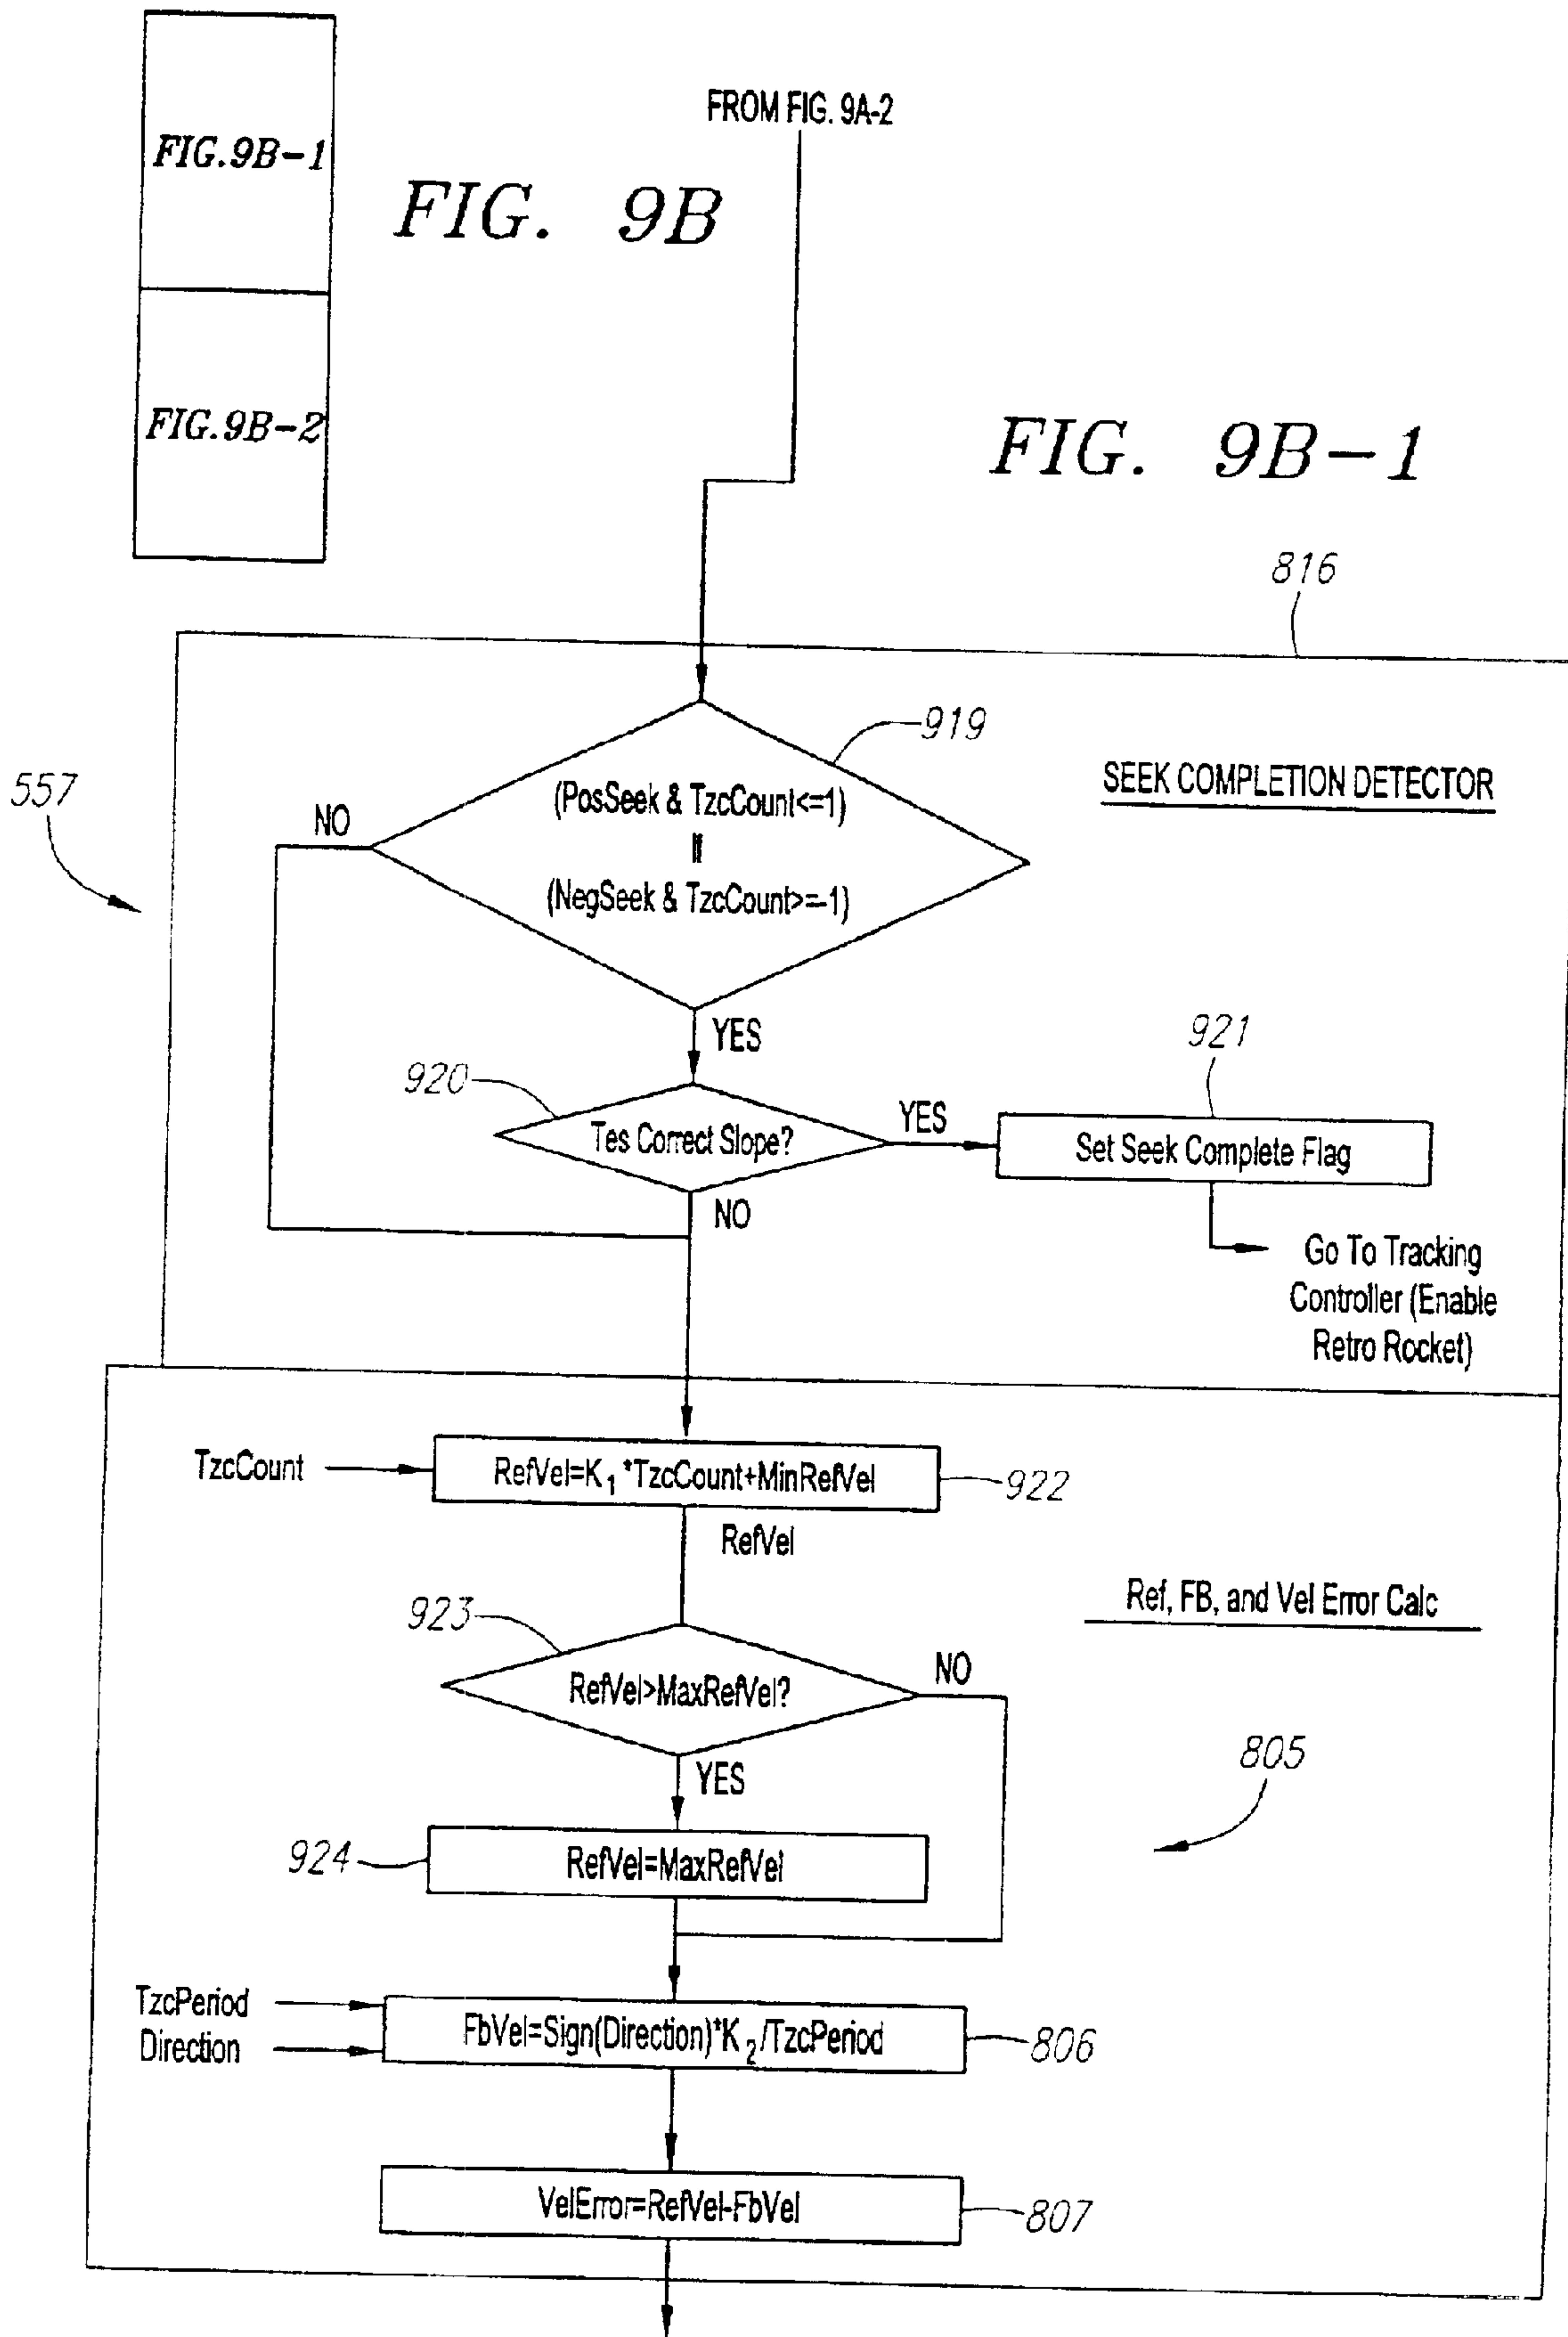 FIG.9B-1
FIG.9B-2
FIG. 9B
FROM FIG. 9A-2
FIG. 9B-1
816
557
919
SEEK COMPLETION DETECTOR
(PosSeek & TzcCount<=1)
If
(NegSeek & TzcCount>=-1)
NO
YES
920
Tes Correct Slope?
YES
921
Set Seek Complete Flag
NO
Go To Tracking
Controller (Enable
Retro Rocket)
TzcCount
RefVel=K1*TzcCount+MinRefVel
922
RefVel
Ref, FB, and Vel Error Calc
923
RefVel>MaxRefVel?
NO
YES
805
924
RefVel=MaxRefVel
TzcPeriod
Direction
FbVel=Sign(Direction)*K2/TzcPeriod
806
VelError=RefVel-FbVel
807